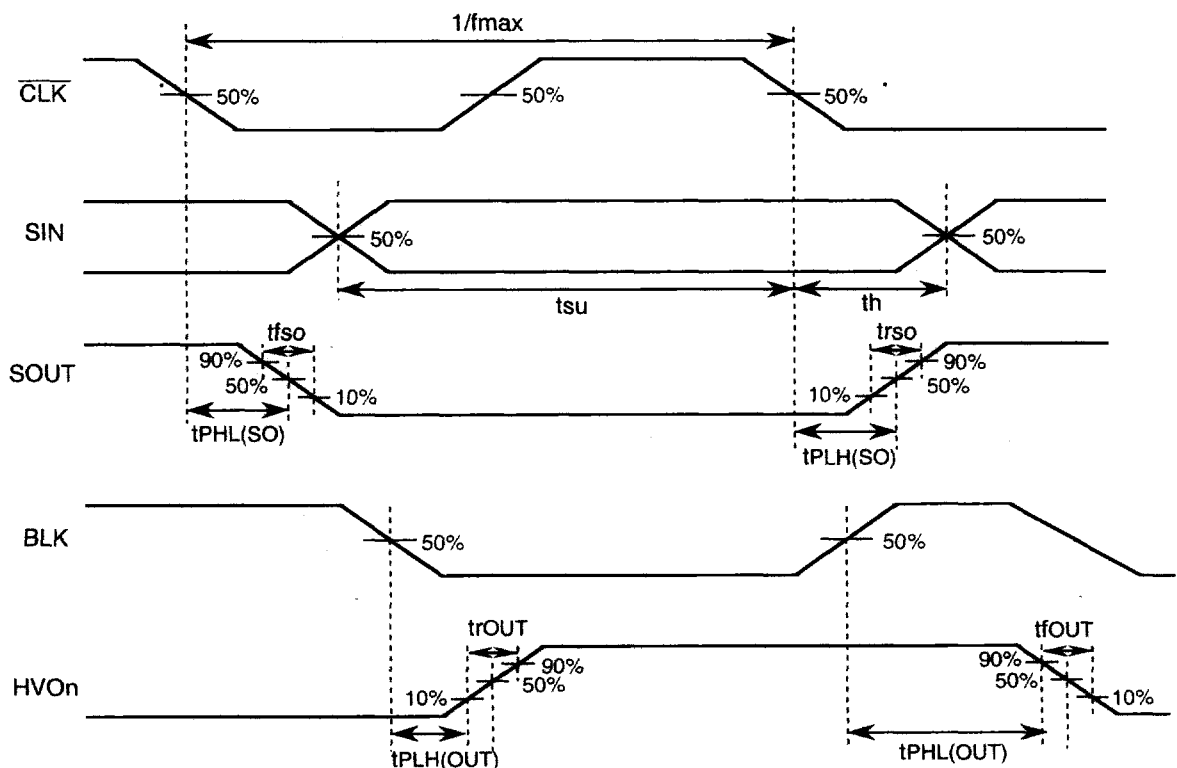 1/fmax
CLK
50%
50%
50%
SIN
50%
50%
tsu
th
tfso
trso
SOUT
90%
50%
10%
90%
50%
10%
tPHL(SO)
tPLH(SO)
BLK
50%
50%
trOUT
tfOUT
HVOn
90%
50%
10%
90%
50%
10%
tPLH(OUT)
tPHL(OUT)